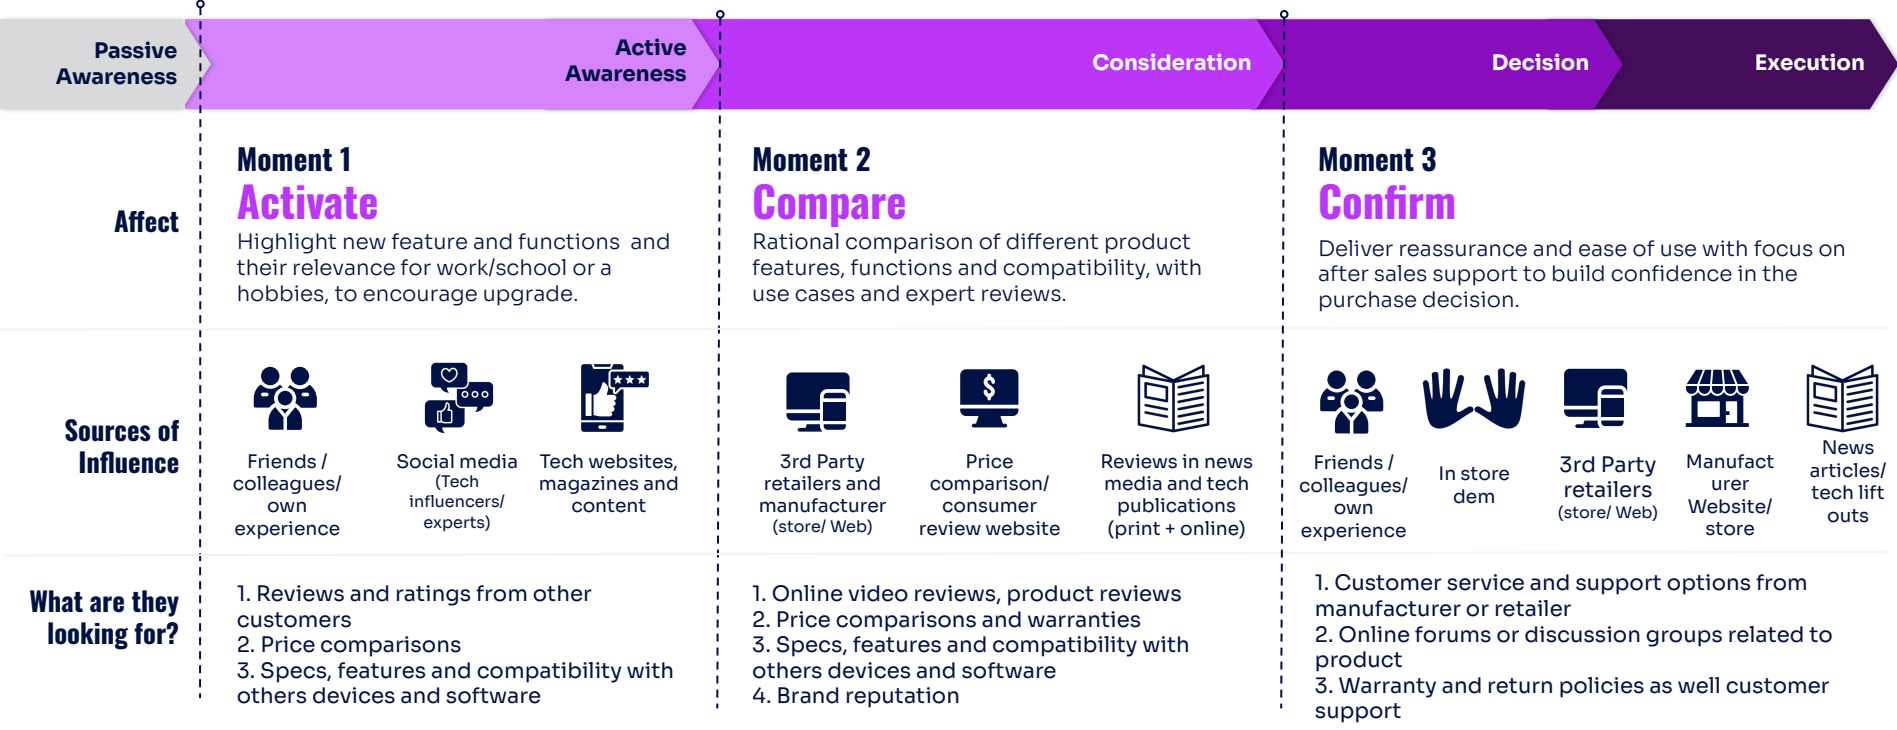 Passive
Awareness
Active
Awareness
Consideration
Decision
Execution
Affect
Moment 1
Activate
Highlight new feature and functions and
their relevance for work/school or a
hobbies, to encourage upgrade.
Moment 2
Compare
Rational comparison of different product
features, functions and compatibility, with
use cases and expert reviews.
Moment 3
Confirm
Deliver reassurance and ease of use with focus on
after sales support to build confidence in the
purchase decision.
Sources of
Influence
Friends /
colleagues/
own
experience
Social media
(Tech
influencers/
experts)
Tech websites,
magazines and
content
3rd Party
retailers and
manufacturer
(store/ Web)
$
Price
comparison/
consumer
review website
Reviews in news
media and tech
publications
(print + online)
Friends /
colleagues/
own
experience
In store
dem
3rd Party
retailers
(store/ Web)
Manufact
urer
Website/
store
News
articles/
tech lift
outs
What are they
looking for?
1. Reviews and ratings from other
customers
2. Price comparisons
3. Specs, features and compatibility with
others devices and software
1. Online video reviews, product reviews
2. Price comparisons and warranties
3. Specs, features and compatibility with
others devices and software
4. Brand reputation
1. Customer service and support options from
manufacturer or retailer
2. Online forums or discussion groups related to
product
3. Warranty and return policies as well customer
support